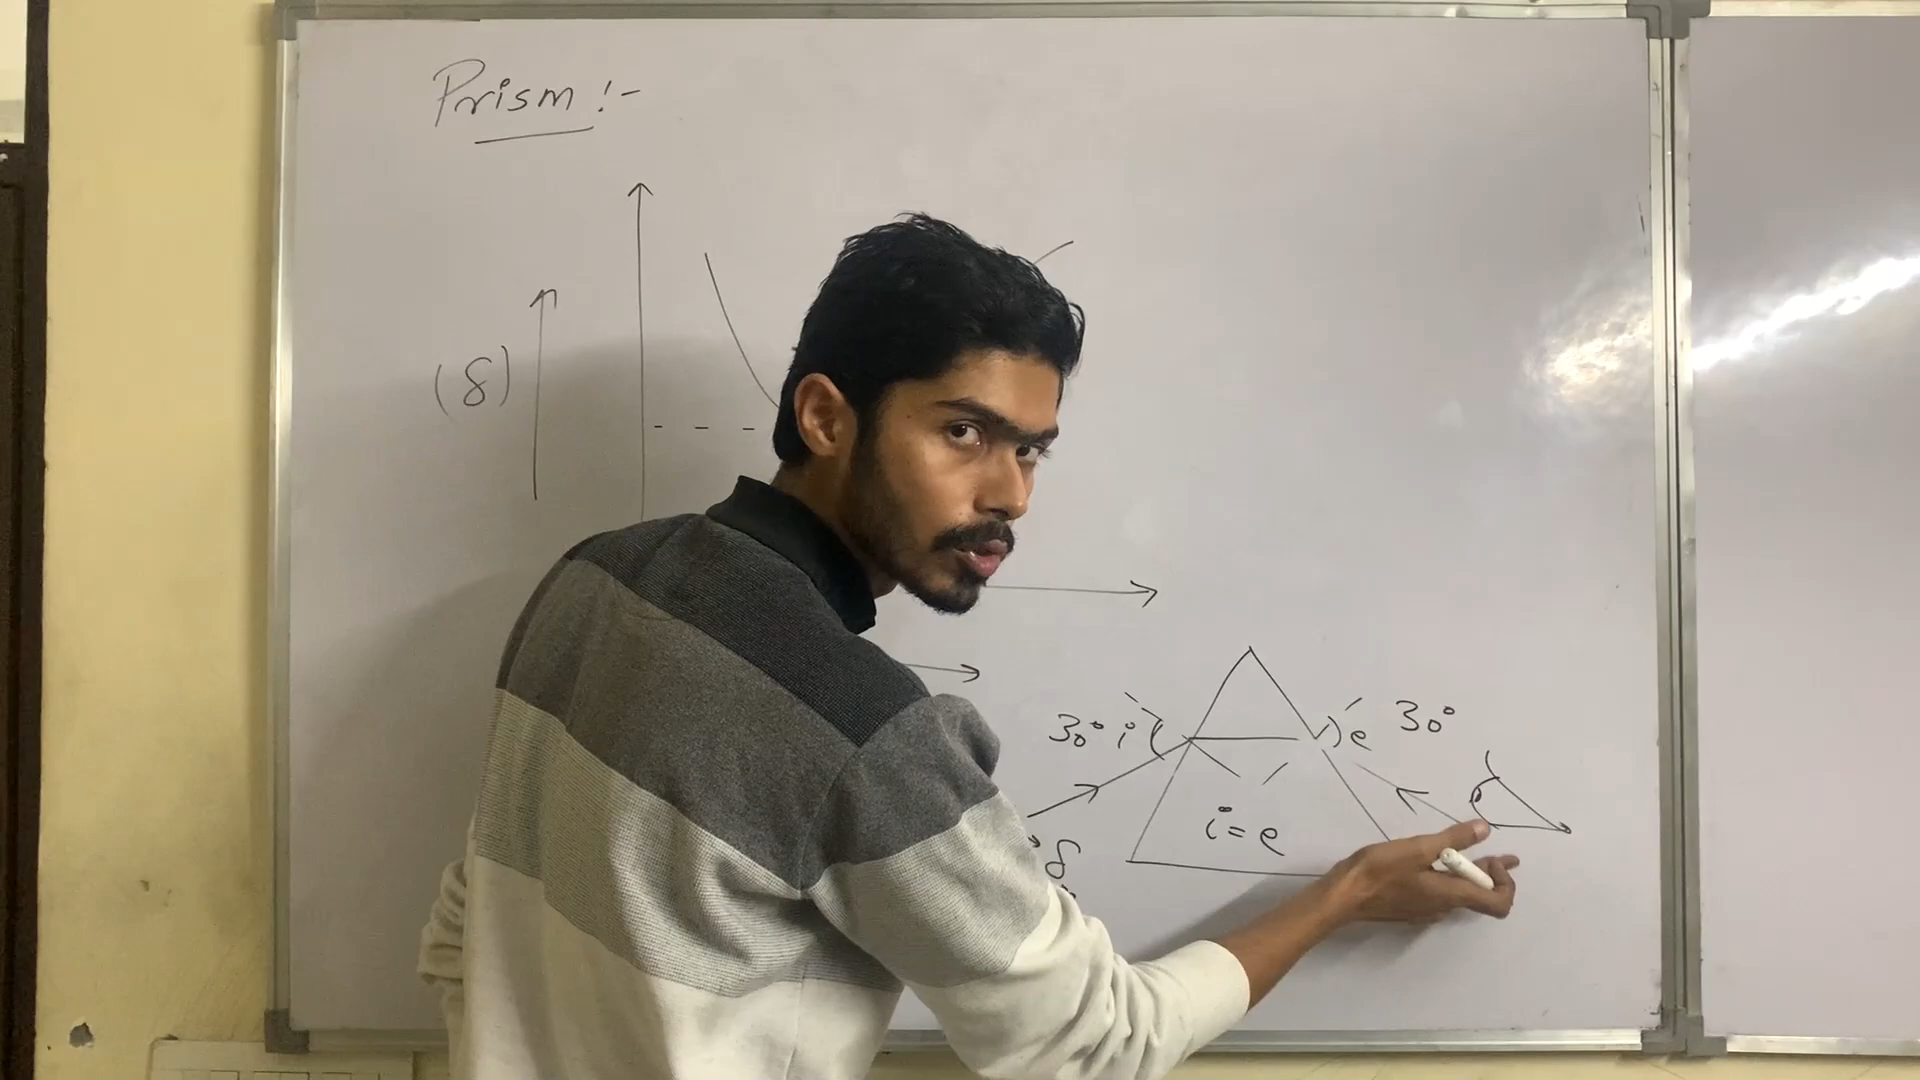 Prism :-
(δ)
30° i
e 30°
i = e
δ